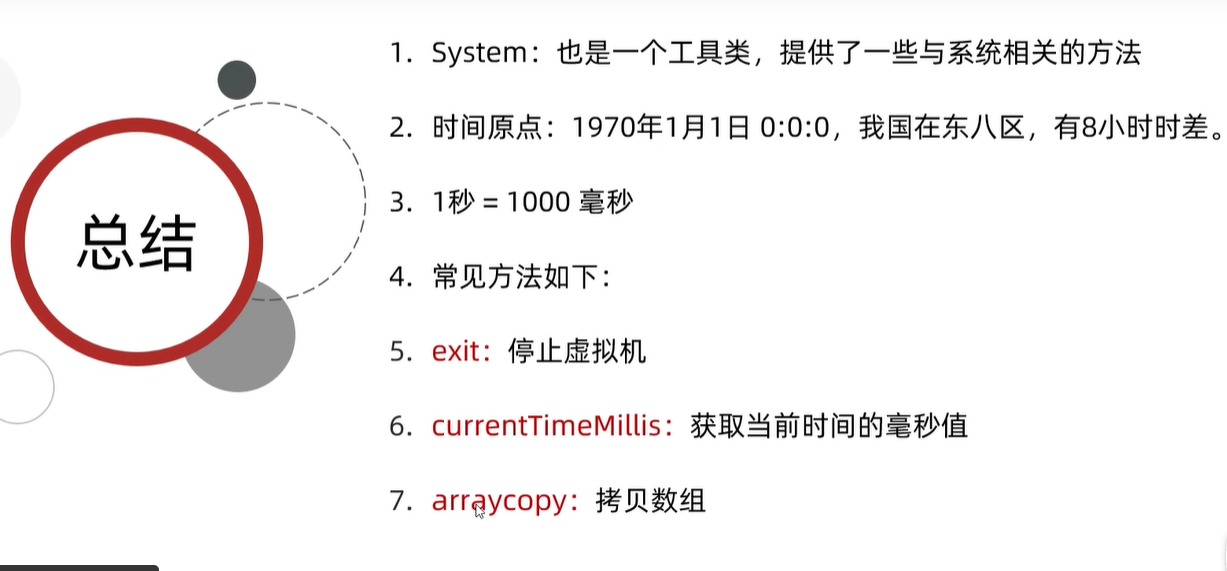 总结
1. System：也是一个工具类，提供了一些与系统相关的方法
2. 时间原点：1970年1月1日 0:0:0，我国在东八区，有8小时时差。
3. 1秒 = 1000 毫秒
4. 常见方法如下：
5. exit：停止虚拟机
6. currentTimeMillis：获取当前时间的毫秒值
7. arraycopy：拷贝数组